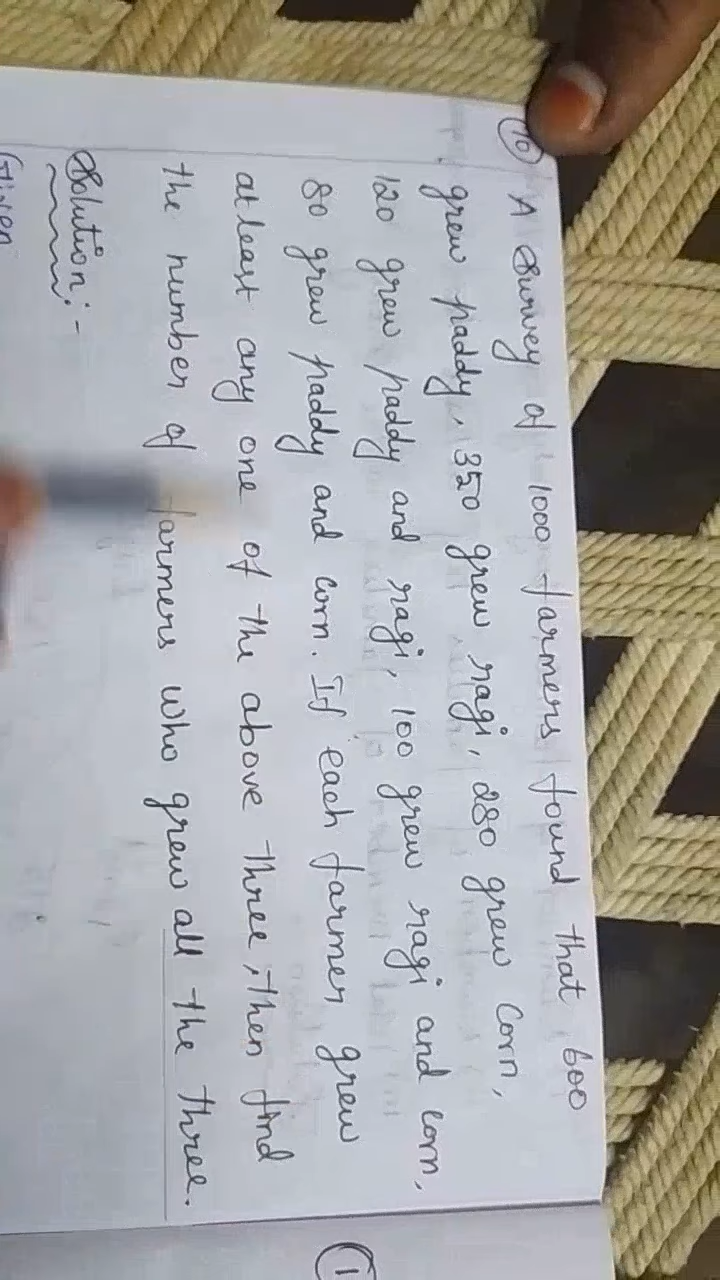 10 A Survey of 1000 farmers found that 600
grew paddy, 350 grew ragi, 280 grew corn,
120 grew paddy and ragi, 100 grew ragi and corn,
80 grew paddy and corn. If each farmer grew
atleast any one of the above three, then find
the number of farmers who grew all the three.
Solution:-
Given
1